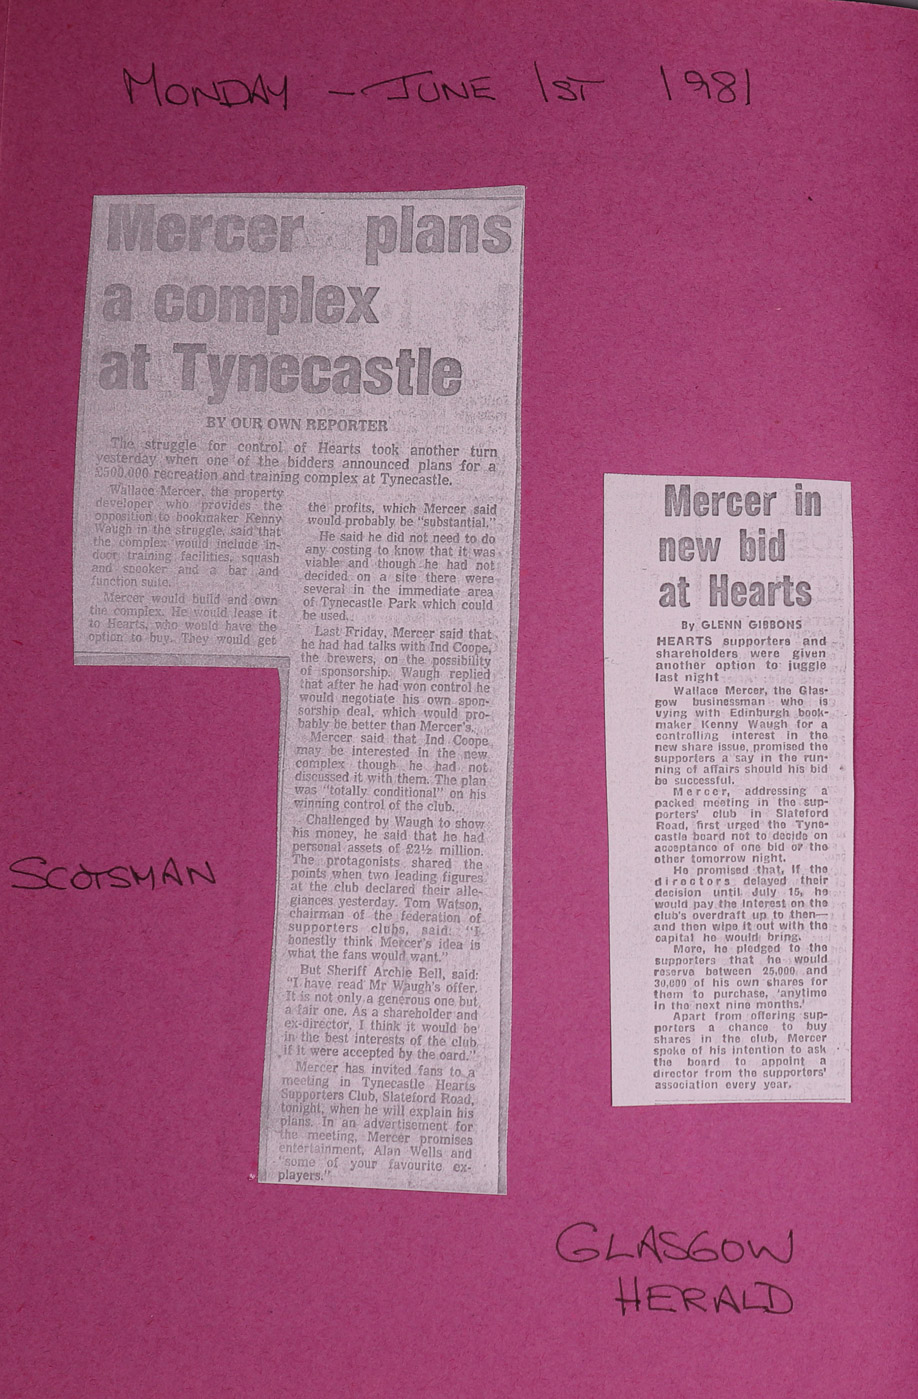 MONDAY - JUNE 1ST 1981
Mercer plans
a complex
at Tynecastle
BY OUR OWN REPORTER
The struggle for control of Hearts took another turn
yesterday when one of the bidders announced plans for a
£500,000 recreation and training complex at Tynecastle.
Wallace Mercer, the property
developer who provides the
opposition to bookmaker Kenny
Waugh in the struggle, said that
the complex would include in-
door training facilities, squash
and snooker and a bar and
function suite.
Mercer would build and own
the complex. He would lease it
to Hearts, who would have the
option to buy. They would get
the profits, which Mercer said
would probably be "substantial."
He said he did not need to do
any costing to know that it was
viable and though he had not
decided on a site there were
several in the immediate area
of Tynecastle Park which could
be used.
Last Friday, Mercer said that
he had had talks with Ind Coope,
the brewers, on the possibility
of sponsorship. Waugh replied
that after he had won control he
would negotiate his own spon-
sorship deal, which would pro-
bably be better than Mercer's.
Mercer said that Ind Coope
may be interested in the new
complex though he had not
discussed it with them. The plan
was "totally conditional" on his
winning control of the club.
Challenged by Waugh to show
his money, he said that he had
personal assets of £2½ million.
The protagonists shared the
points when two leading figures
at the club declared their alle-
giances yesterday. Tom Watson,
chairman of the federation of
supporters clubs, said: "I
honestly think Mercer's idea is
what the fans would want."
But Sheriff Archie Bell, said:
"I have read Mr Waugh's offer.
It is not only a generous one but
a fair one. As a shareholder and
ex-director, I think it would be
in the best interests of the club
if it were accepted by the oard."
Mercer has invited fans to a
meeting in Tynecastle Hearts
Supporters Club, Slateford Road,
tonight, when he will explain his
plans. In an advertisement for
the meeting, Mercer promises
entertainment, Alan Wells and
"some of your favourite ex-
players."
SCOTSMAN
Mercer in
new bid
at Hearts
By GLENN GIBBONS
HEARTS supporters and
shareholders were given
another option to juggle
last night
Wallace Mercer, the Glas-
gow businessman who is
vying with Edinburgh book-
maker Kenny Waugh for a
controlling interest in the
new share issue, promised the
supporters a say in the run-
ning of affairs should his bid
be successful.
Mercer, addressing a
packed meeting in the sup-
porters' club in Slateford
Road, first urged the Tyne-
castle board not to decide on
acceptance of one bid or the
other tomorrow night.
He promised that, if the
directors delayed their
decision until July 15, he
would pay the interest on the
club's overdraft up to then—
and then wipe it out with the
capital he would bring.
More, he pledged to the
supporters that he would
reserve between 25,000 and
30,000 of his own shares for
them to purchase, 'anytime
in the next nine months.'
Apart from offering sup-
porters a chance to buy
shares in the club, Mercer
spoke of his intention to ask
the board to appoint a
director from the supporters'
association every year.
GLASGOW
HERALD